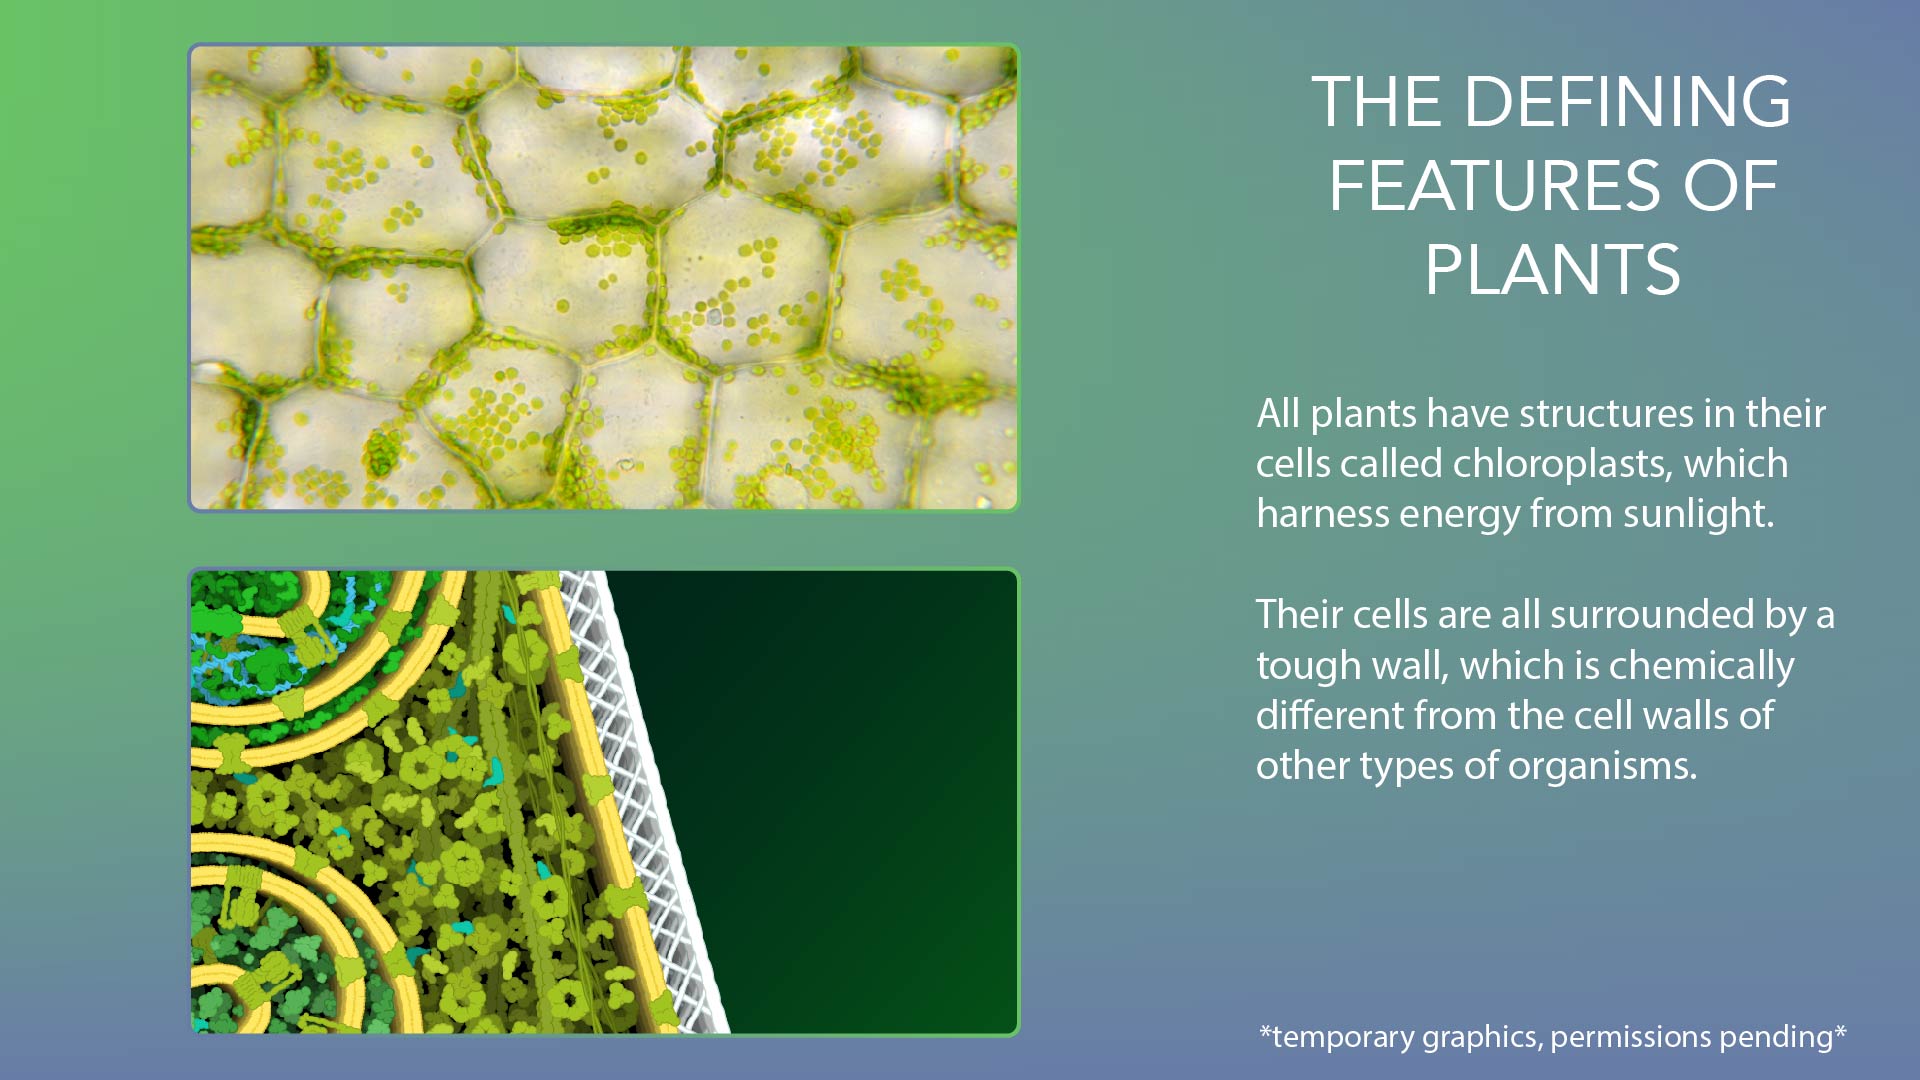 THE DEFINING
FEATURES OF
PLANTS
All plants have structures in their
cells called chloroplasts, which
harness energy from sunlight.
Their cells are all surrounded by a
tough wall, which is chemically
different from the cell walls of
other types of organisms.
*temporary graphics, permissions pending*